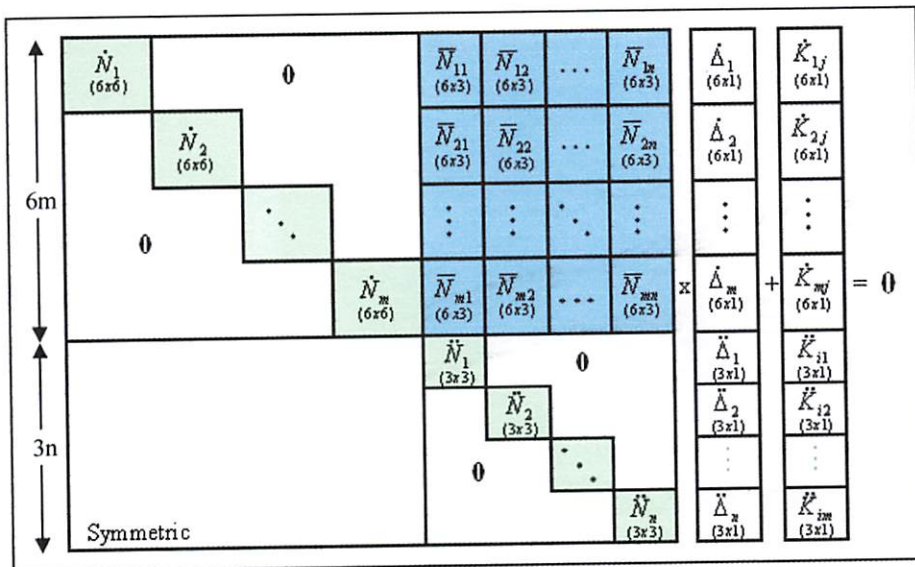 Ṅ₁ 0 N̅₁₁ N̅₁₂ ... N̅₁ₙ Δ̇₁ K̇₁ⱼ
(6x6) (6x3) (6x3) (6x3) (6x1) (6x1)
Ṅ₂ N̅₂₁ N̅₂₂ ... N̅₂ₙ Δ̇₂ K̇₂ⱼ
(6x6) (6x3) (6x3) (6x3) (6x1) (6x1)
6m
0
Ṅₘ N̅ₘ₁ N̅ₘ₂ ... N̅ₘₙ x Δ̇ₘ + K̇ₘⱼ = 0
(6x6) (6x3) (6x3) (6x3) (6x1) (6x1)
N̈₁ 0 Δ̈₁ K̈ᵢ₁
(3x3) (3x1) (3x1)
N̈₂ Δ̈₂ K̈ᵢ₂
(3x3) (3x1) (3x1)
3n
0
Symmetric N̈ₙ Δ̈ₙ K̈ᵢₘ
(3x3) (3x1) (3x1)